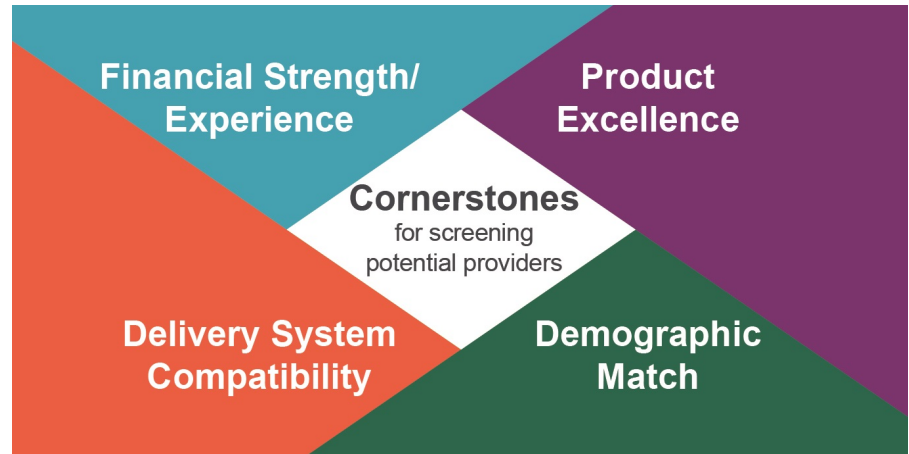 Financial Strength/
Experience
Product
Excellence
Cornerstones
for screening
potential providers
Delivery System
Compatibility
Demographic
Match